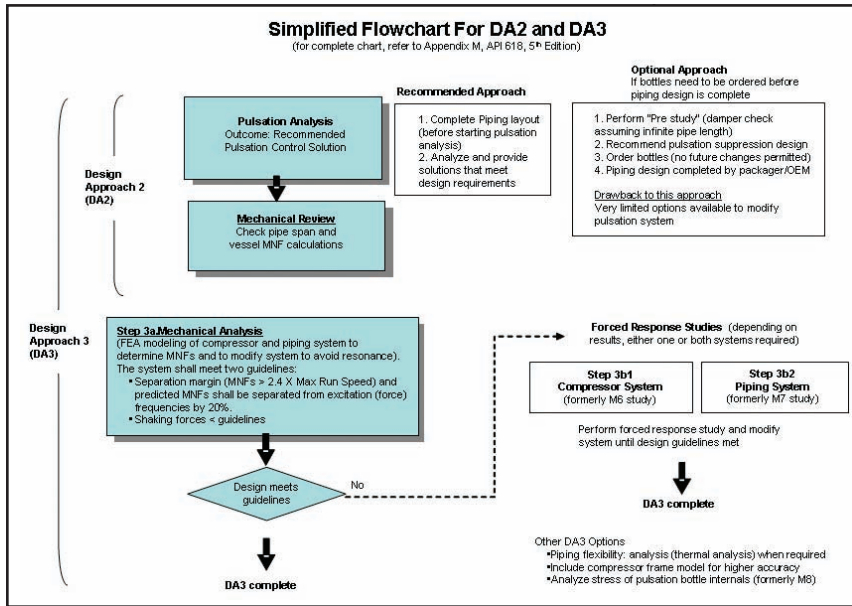 Simplified Flowchart For DA2 and DA3
(for complete chart, refer to Appendix M, API 618, 5th Edition)
Design
Approach 2
(DA2)
Pulsation Analysis
Outcome: Recommended
Pulsation Control Solution
Mechanical Review
Check pipe span and
vessel MNF calculations
Recommended Approach
1. Complete Piping layout
(before starting pulsation
analysis)
2. Analyze and provide
solutions that meet
design requirements
Optional Approach
If bottles need to be ordered before
piping design is complete
1. Perform "Pre study" (damper check
assuming infinite pipe length)
2. Recommend pulsation suppression design
3. Order bottles (no future changes permitted)
4. Piping design completed by packager/OEM
Drawback to this approach
Very limited options available to modify
pulsation system
Design
Approach 3
(DA3)
Step 3a.Mechanical Analysis
(FEA modeling of compressor and piping system to
determine MNFs and to modify system to avoid resonance).
The system shall meet two guidelines:
•Separation margin (MNFs > 2.4 X Max Run Speed) and
predicted MNFs shall be separated from excitation (force)
frequencies by 20%.
•Shaking forces < guidelines
Design meets
guidelines
No
DA3 complete
Forced Response Studies (depending on
results, either one or both systems required)
Step 3b1
Compressor System
(formerly M6 study)
Step 3b2
Piping System
(formerly M7 study)
Perform forced response study and modify
system until design guidelines met
DA3 complete
Other DA3 Options
•Piping flexibility: analysis (thermal analysis) when required
•Include compressor frame model for higher accuracy
•Analyze stress of pulsation bottle internals (formerly M8)